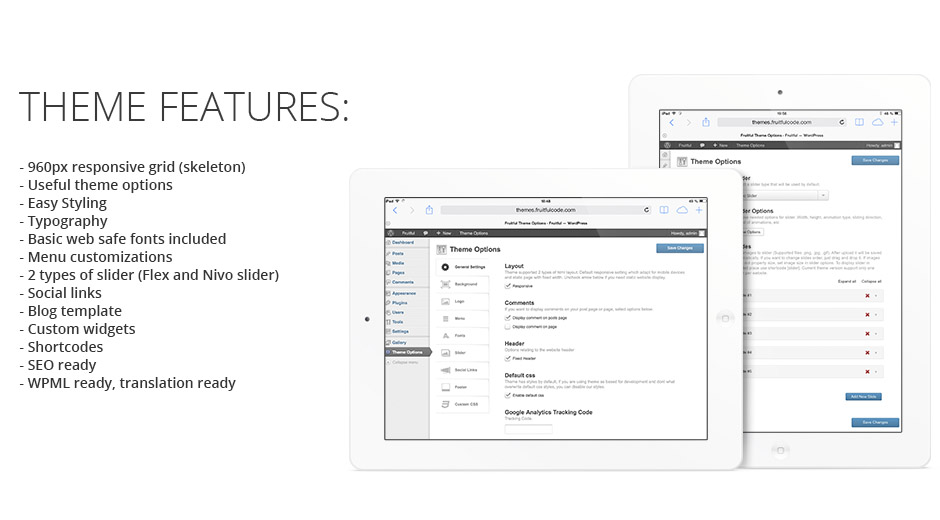 THEME FEATURES:
- 960px responsive grid (skeleton)
- Useful theme options
- Easy Styling
- Typography
- Basic web safe fonts included
- Menu customizations
- 2 types of slider (Flex and Nivo slider)
- Social links
- Blog template
- Custom widgets
- Shortcodes
- SEO ready
- WPML ready, translation ready
iPad
10:48
themes.fruitfulcode.com
Fruitful Theme Options ‹ Fruitful — WordPress
Fruitful
+ New
Theme Options
Howdy, admin
Dashboard
Posts
Media
Pages
Comments
Appearance
Plugins
Users
Tools
Settings
Gallery
Theme Options
Collapse menu
Theme Options
Save Changes
General Settings
Background
Logo
Menu
Fonts
Slider
Social Links
Footer
Custom CSS
Layout
Theme supported 2 types of html layout. Default responsive setting which adapt for mobile devices
and static page with fixed width. Uncheck arrow below if you need static website display.
Responsive
Comments
If you want to display comments on your post page or page, select options below.
Display comment on posts page
Display comment on page
Header
Options relating to the website header
Fixed Header
Default css
Theme has styles by default. If you are using theme as based for development and dont want
overwrite default css styles, you can disable our styles.
Enable default css
Google Analytics Tracking Code
Tracking Code
iPad
themes.fruitfulcode.com
Fruitful Theme Options ‹ Fruitful — WordPress
Fruitful
+ New
Theme Options
Howdy, admin
Theme Options
Save Changes
Expand all
Collapse all
Add New Slide
Save Changes